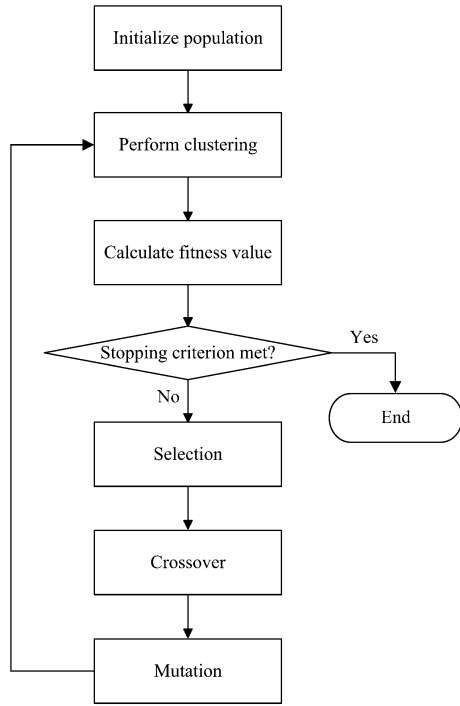 Initialize population
Perform clustering
Calculate fitness value
Stopping criterion met?
Yes
No
End
Selection
Crossover
Mutation